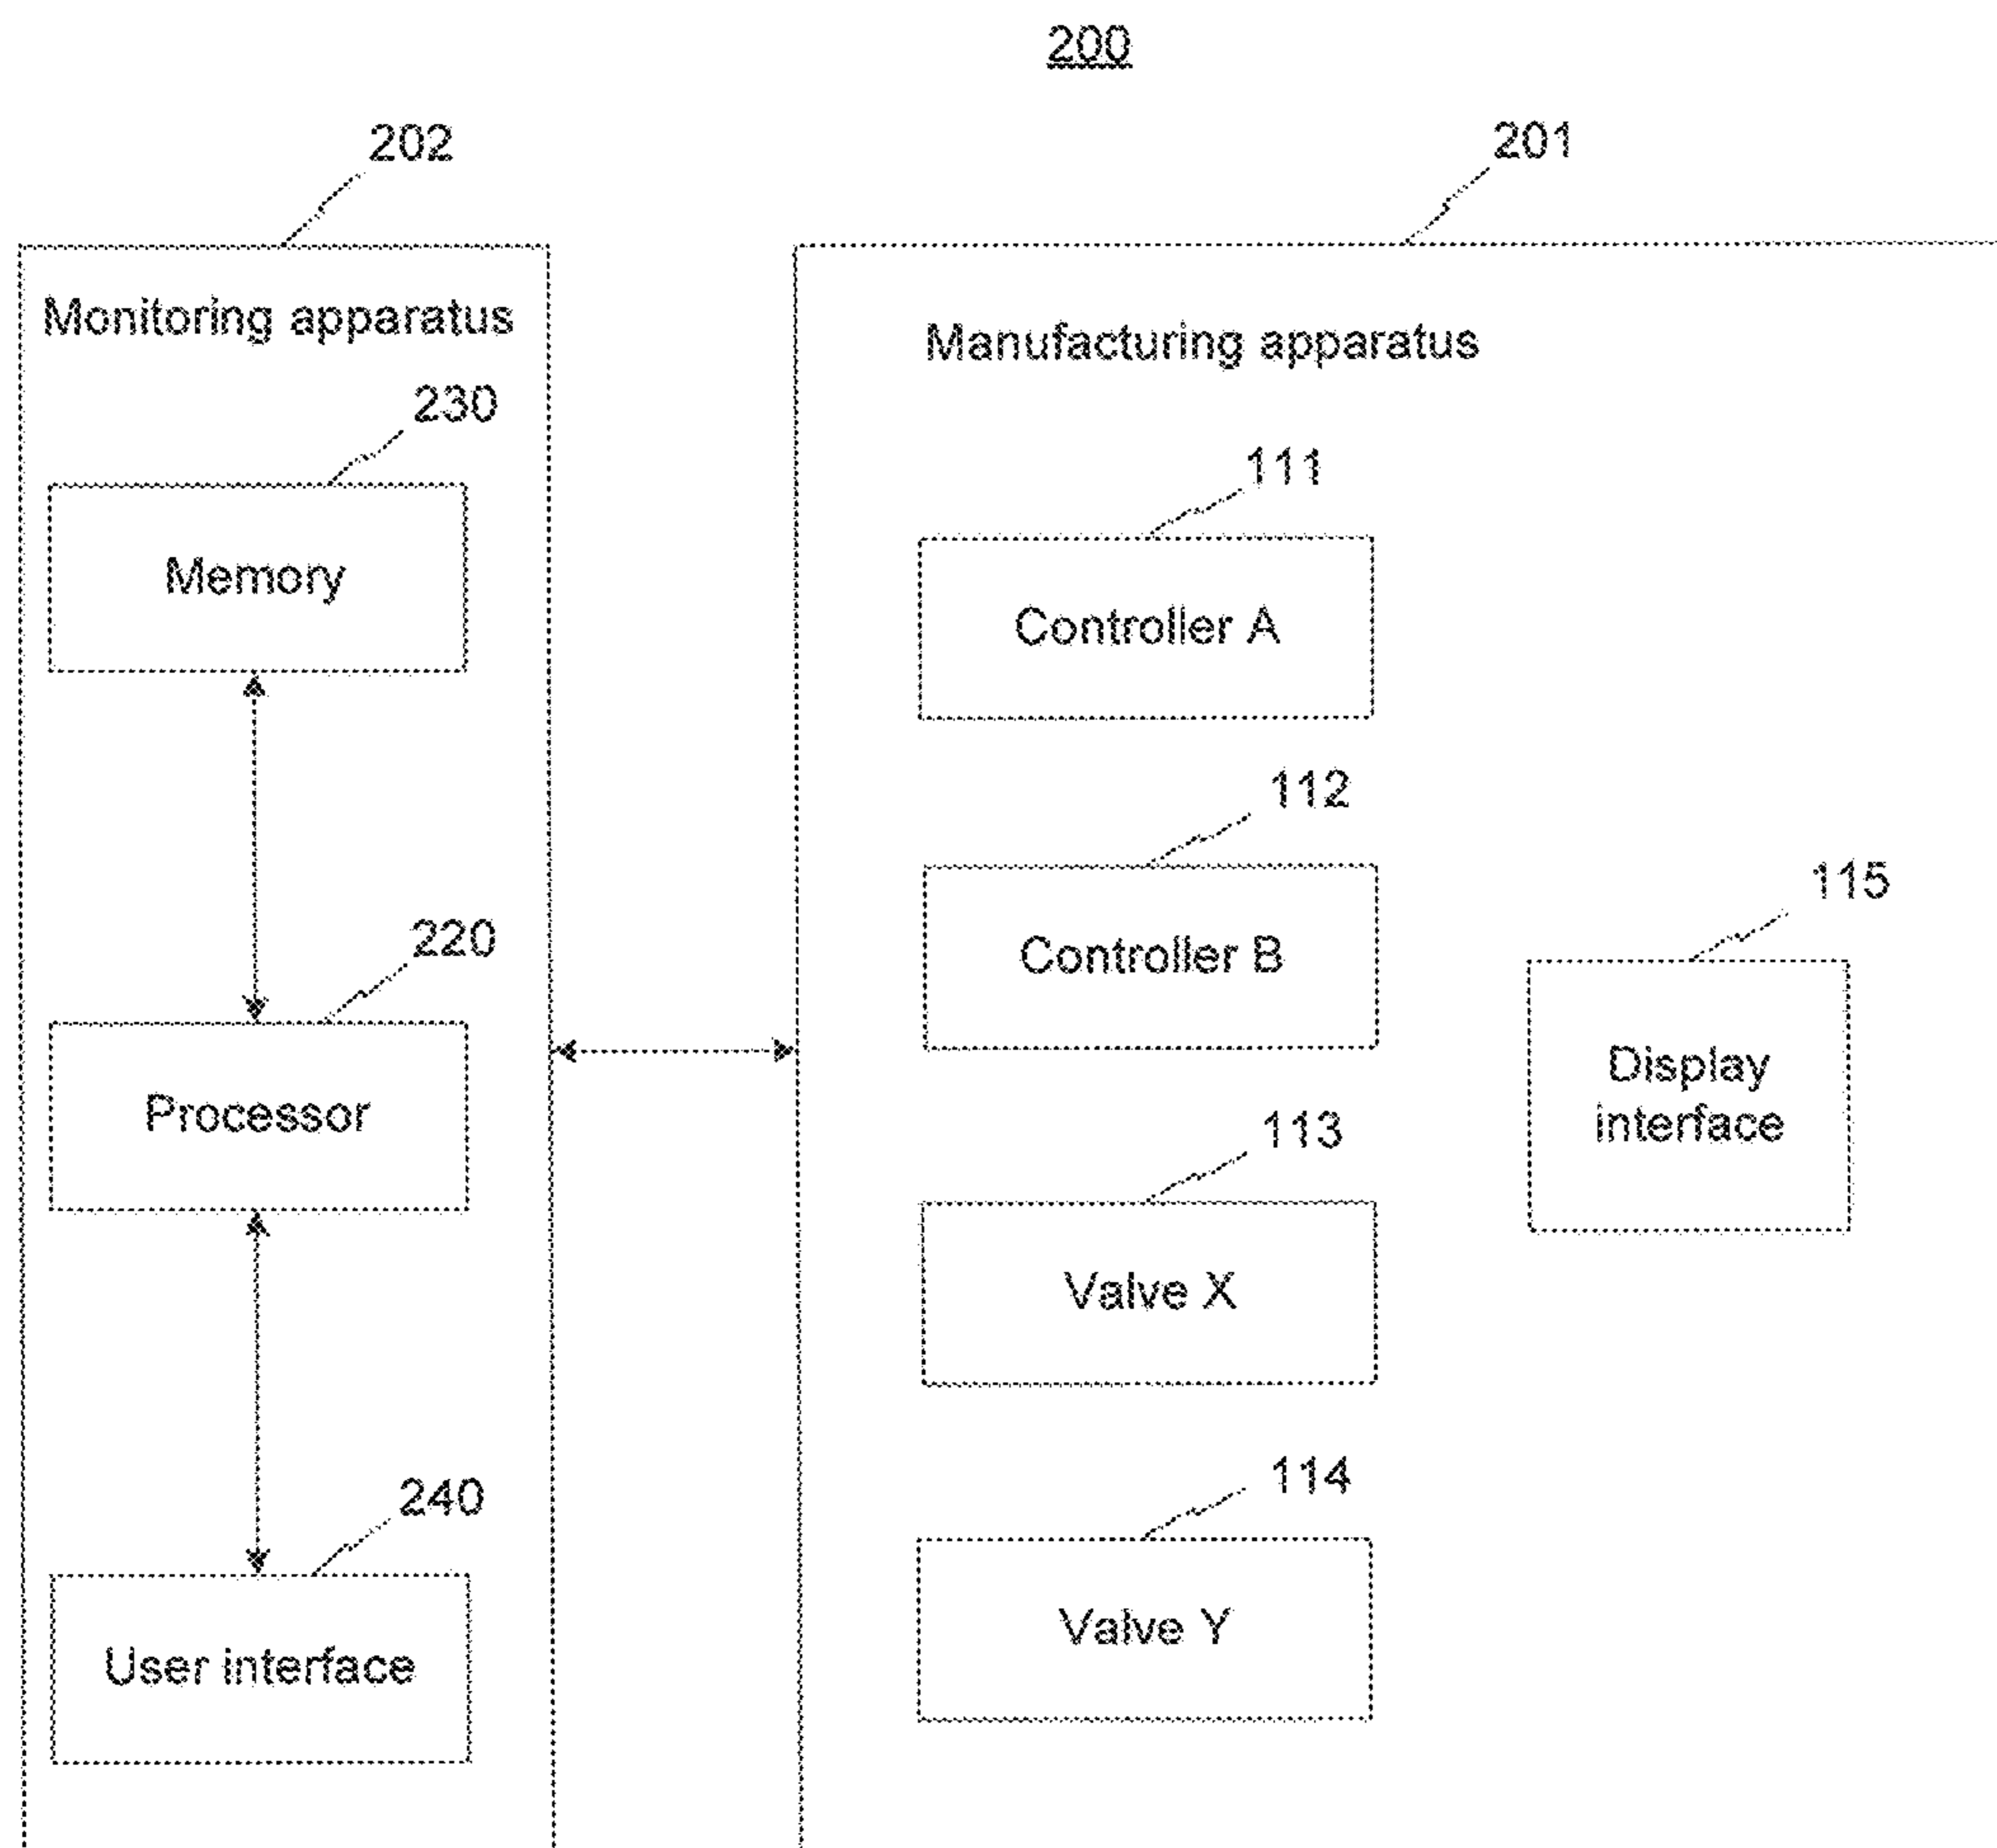 200
202
201
Monitoring apparatus
Manufacturing apparatus
230
Memory
111
Controller A
112
Controller B
115
Display
interface
220
Processor
113
Valve X
114
Valve Y
240
User interface